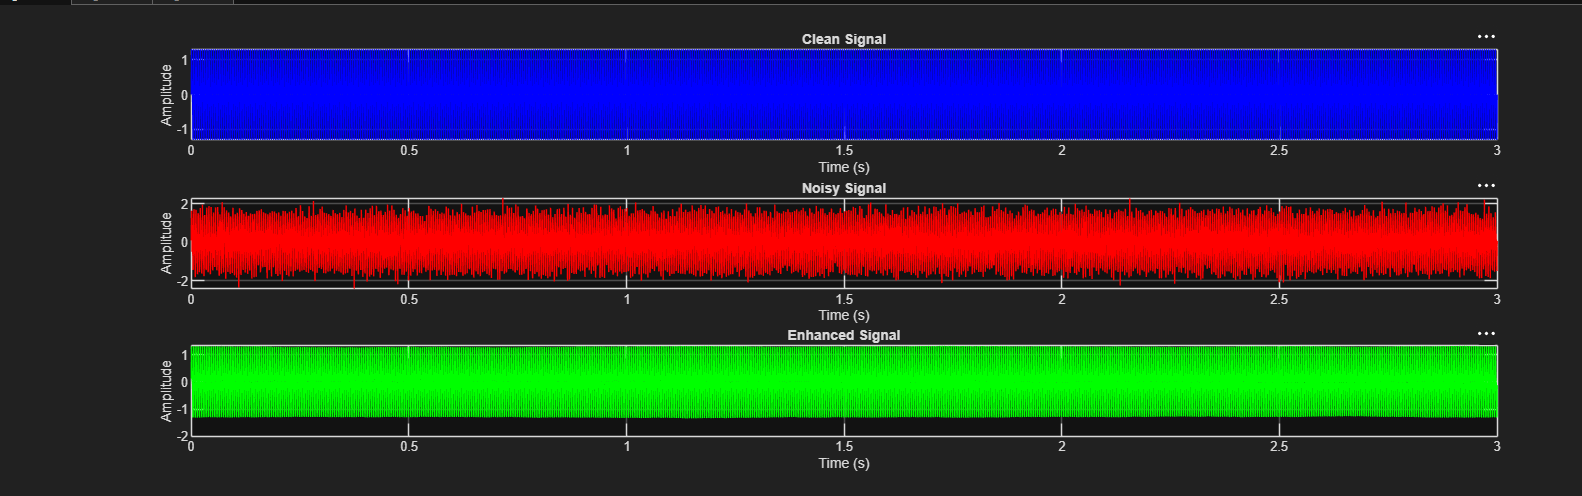 Clean Signal
Amplitude
1
0
-1
0 0.5 1 1.5 2 2.5 3
Time (s)
Noisy Signal
Amplitude
2
0
-2
0 0.5 1 1.5 2 2.5 3
Time (s)
Enhanced Signal
Amplitude
1
0
-1
-2
0 0.5 1 1.5 2 2.5 3
Time (s)